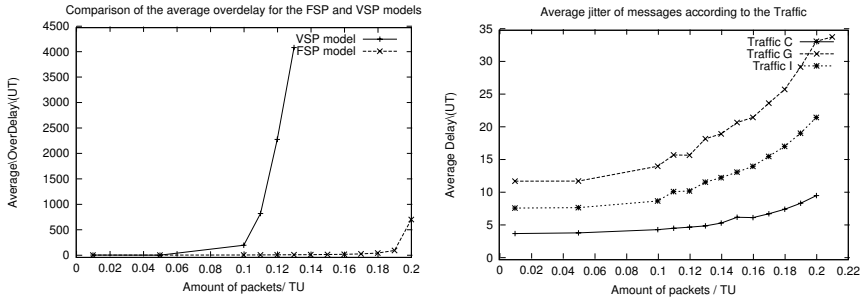 Comparison of the average overdelay for the FSP and VSP models
4500
4000
3500
3000
2500
2000
1500
1000
500
0
Average\OverDelay\(UT)
VSP model
FSP model
0 0.02 0.04 0.06 0.08 0.1 0.12 0.14 0.16 0.18 0.2
Amount of packets/ TU
Average jitter of messages according to the Traffic
35
30
25
20
15
10
5
0
Average Delay\(UT)
Traffic C
Traffic G
Traffic I
0 0.02 0.04 0.06 0.08 0.1 0.12 0.14 0.16 0.18 0.2 0.22
Amount of packets/ TU